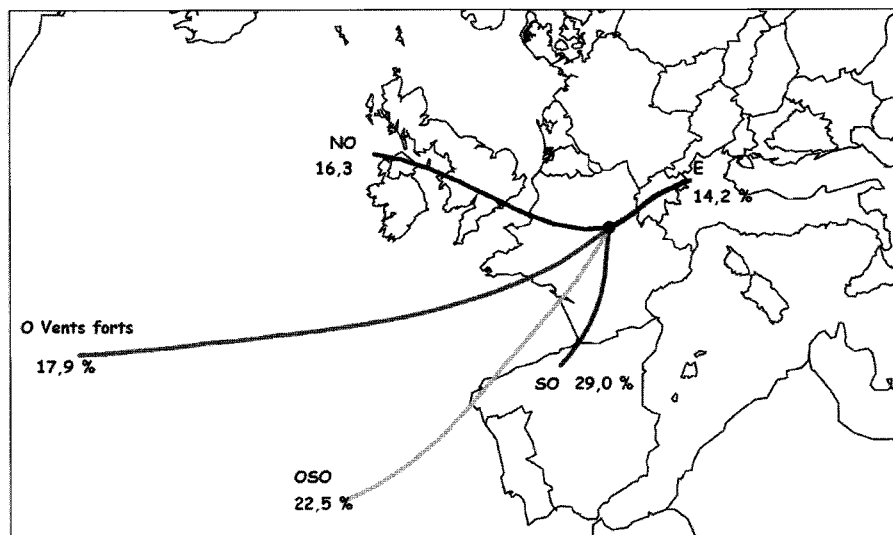 NO
16,3
E
14,2 %
O Vents forts
17,9 %
SO 29,0 %
OSO
22,5 %